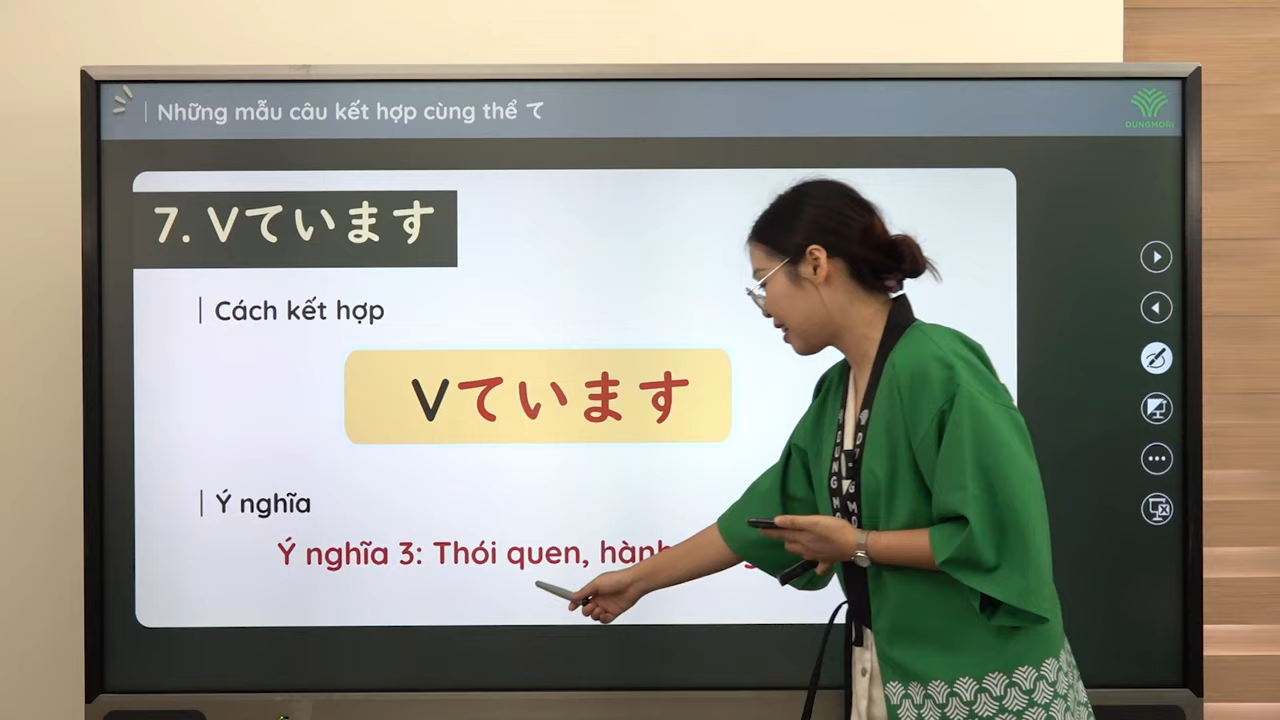 Những mẫu câu kết hợp cùng thể て
DUNGMORI
7. Vています
Cách kết hợp
Vています
Ý nghĩa
Ý nghĩa 3: Thói quen,